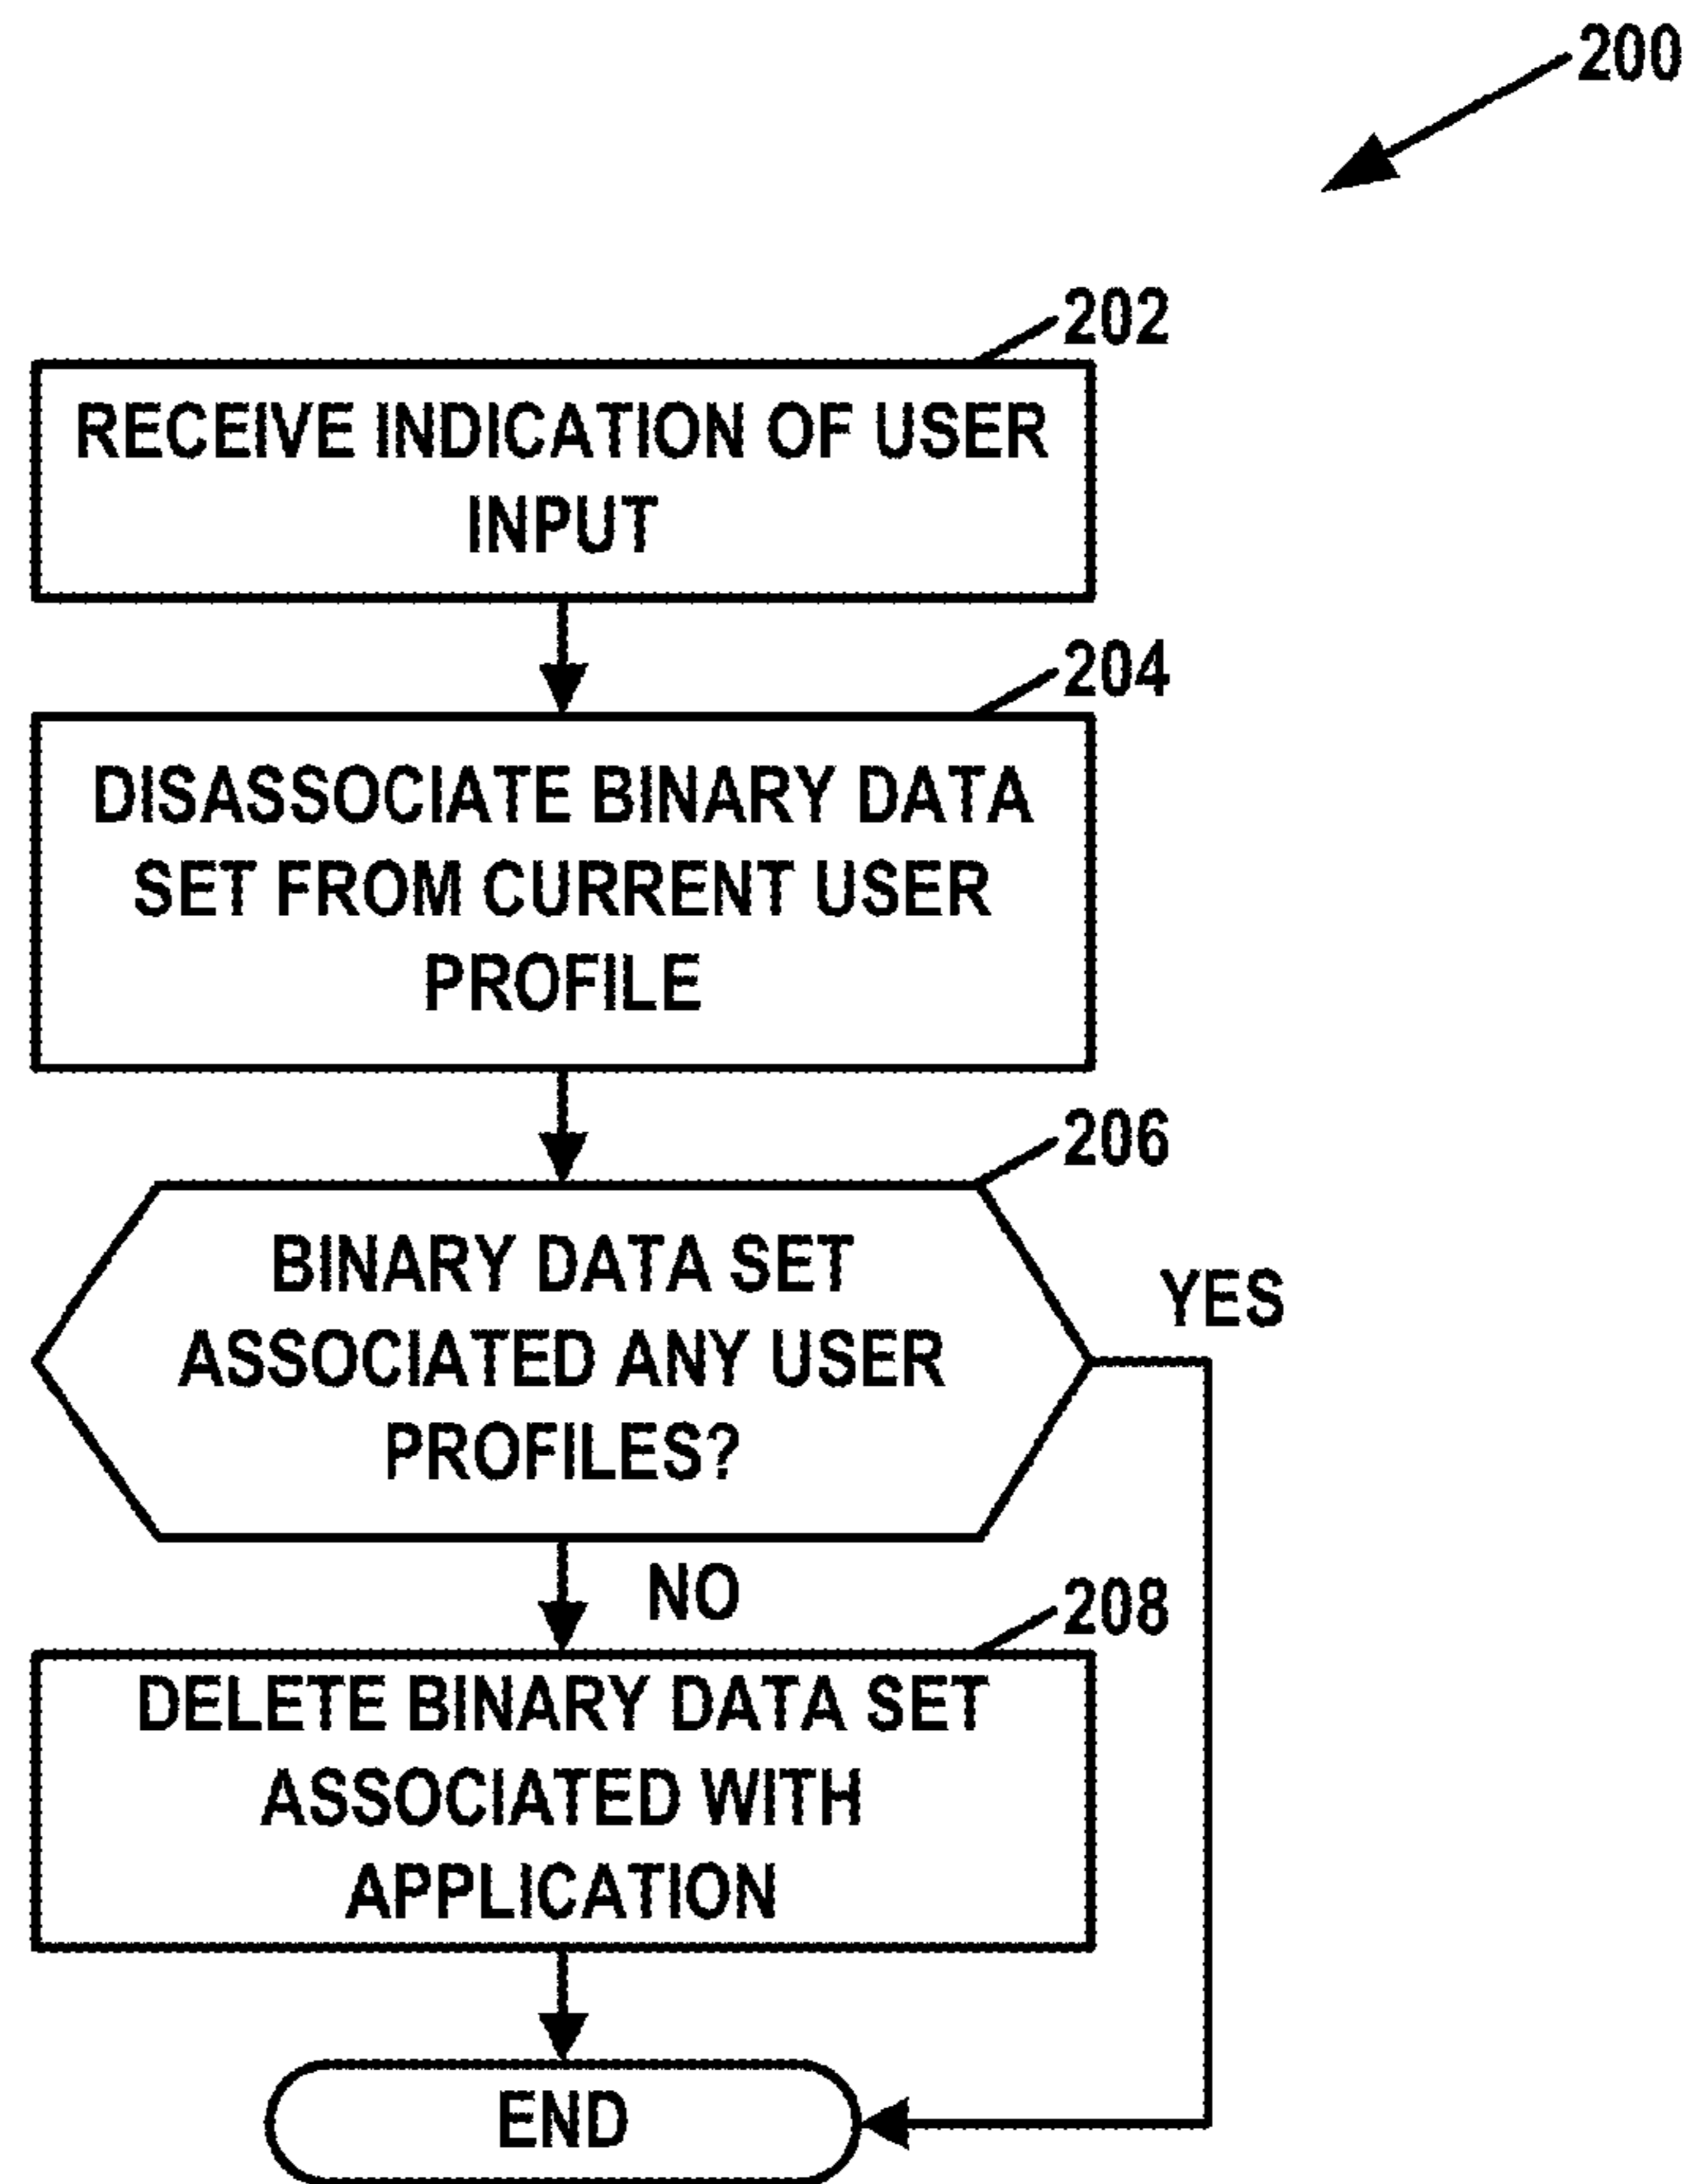 200
202
RECEIVE INDICATION OF USER
INPUT
204
DISASSOCIATE BINARY DATA
SET FROM CURRENT USER
PROFILE
206
BINARY DATA SET
ASSOCIATED ANY USER
PROFILES?
YES
NO
208
DELETE BINARY DATA SET
ASSOCIATED WITH
APPLICATION
END